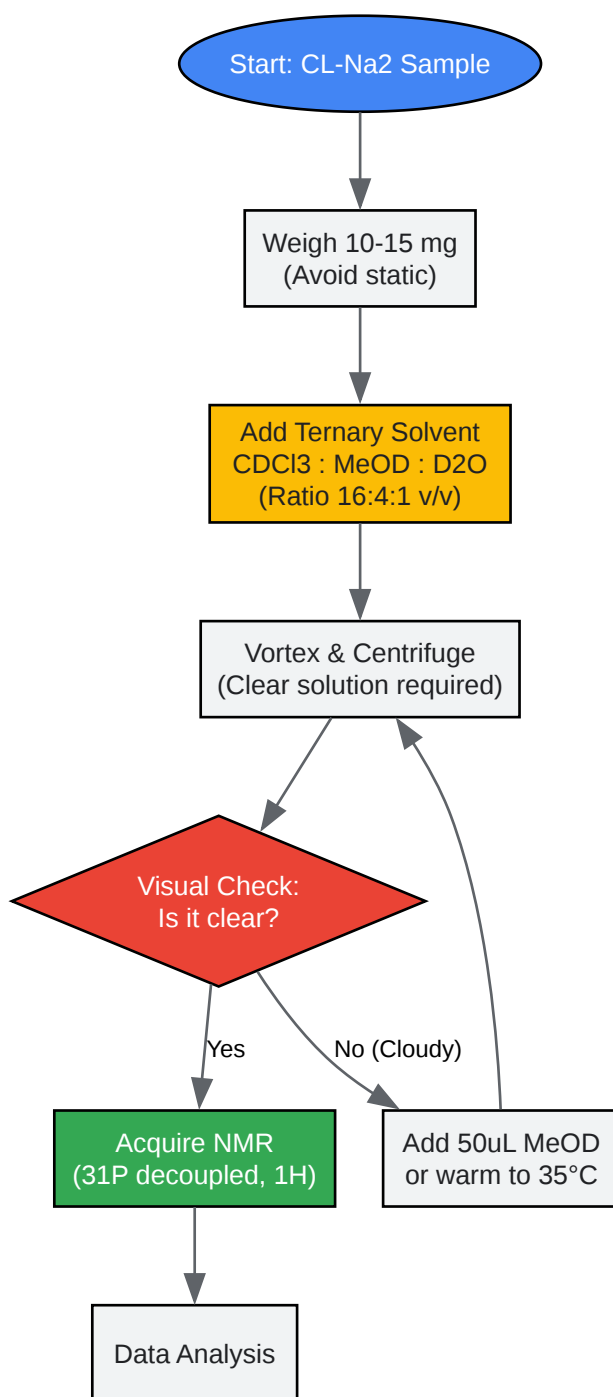 Start: CL-Na2 Sample
Weigh 10-15 mg
(Avoid static)
Add Ternary Solvent
CDCl3 : MeOD : D2O
(Ratio 16:4:1 v/v)
Vortex & Centrifuge
(Clear solution required)
Visual Check:
Is it clear?
Yes
No (Cloudy)
Acquire NMR
(31P decoupled, 1H)
Add 50uL MeOD
or warm to 35°C
Data Analysis